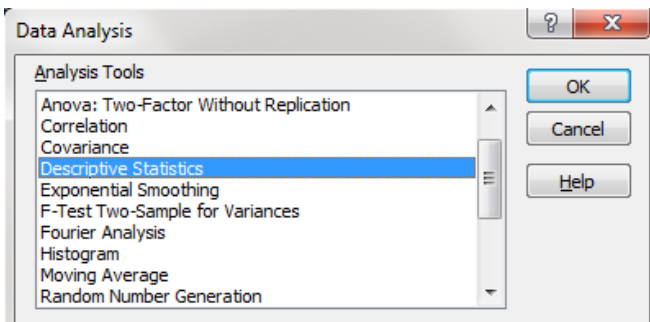 Data Analysis
Analysis Tools
Anova: Two-Factor Without Replication
Correlation
Covariance
Descriptive Statistics
Exponential Smoothing
F-Test Two-Sample for Variances
Fourier Analysis
Histogram
Moving Average
Random Number Generation
OK
Cancel
Help